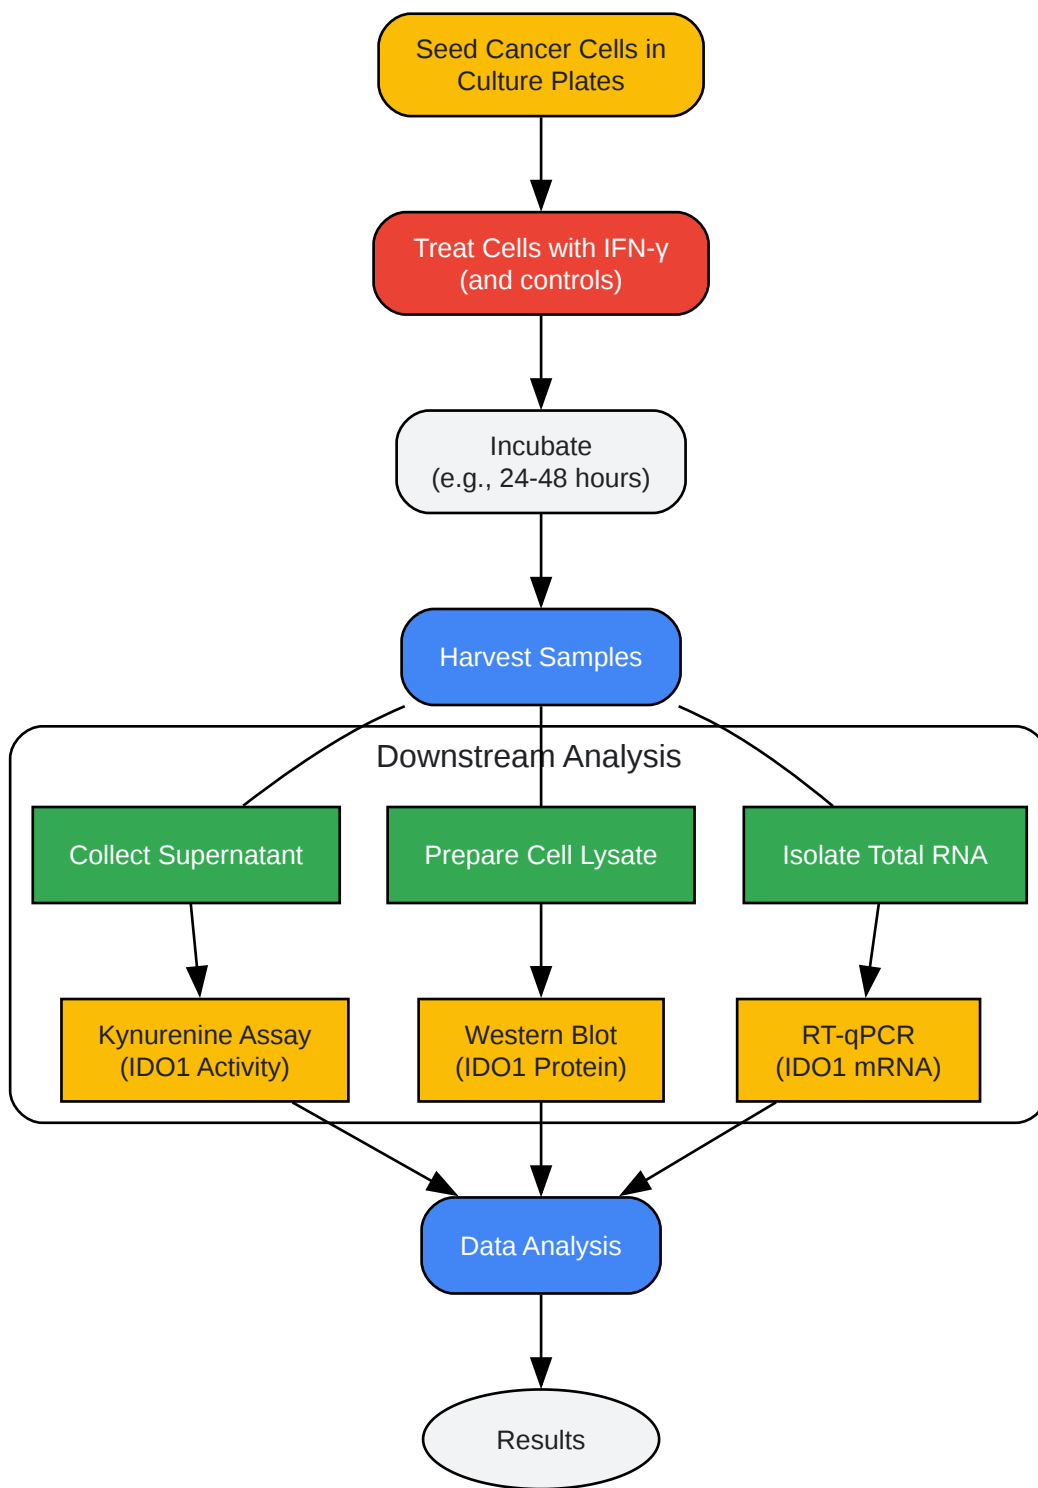 Seed Cancer Cells in
Culture Plates
Treat Cells with IFN-γ
(and controls)
Incubate
(e.g., 24-48 hours)
Harvest Samples
Downstream Analysis
Collect Supernatant
Prepare Cell Lysate
Isolate Total RNA
Kynurenine Assay
(IDO1 Activity)
Western Blot
(IDO1 Protein)
RT-qPCR
(IDO1 mRNA)
Data Analysis
Results